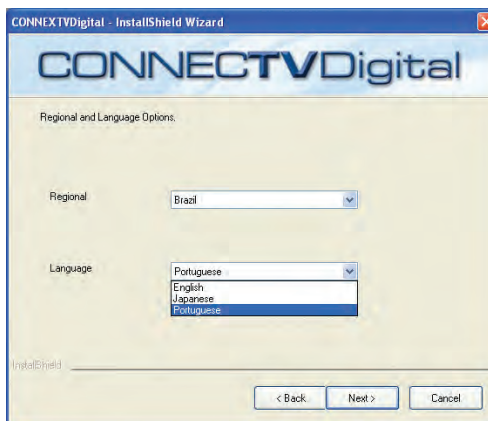 CONNEXTVDigital - InstallShield Wizard
CONNECTVDigital
Regional and Language Options.
Regional
Brazil
Language
Portuguese
English
Japanese
Portuguese
InstallShield
< Back
Next >
Cancel